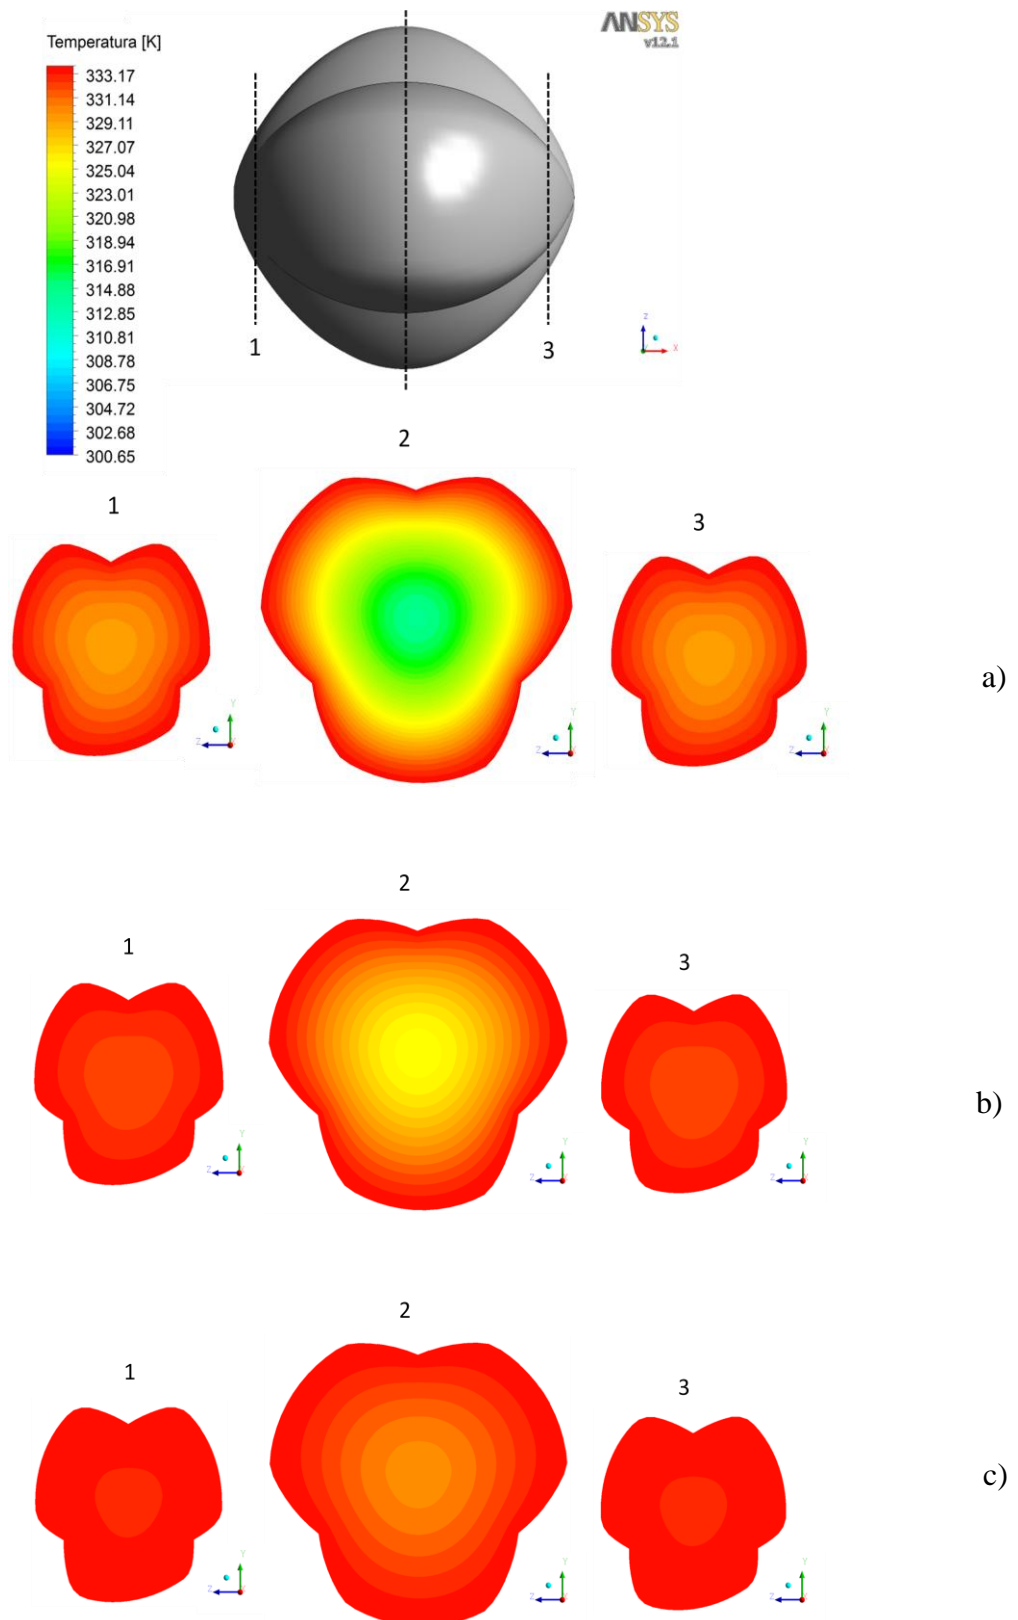 ANSYS
v12.1
Temperatura [K]
333.17
331.14
329.11
327.07
325.04
323.01
320.98
318.94
316.91
314.88
312.85
310.81
308.78
306.75
304.72
302.68
300.65
1
3
Z
X
2
1
3
a)
Y
Z
Y
Z
Y
Z
2
1
3
b)
Y
Z
Y
Z
Y
Z
2
1
3
c)
Y
Z
Y
Z
Y
Z